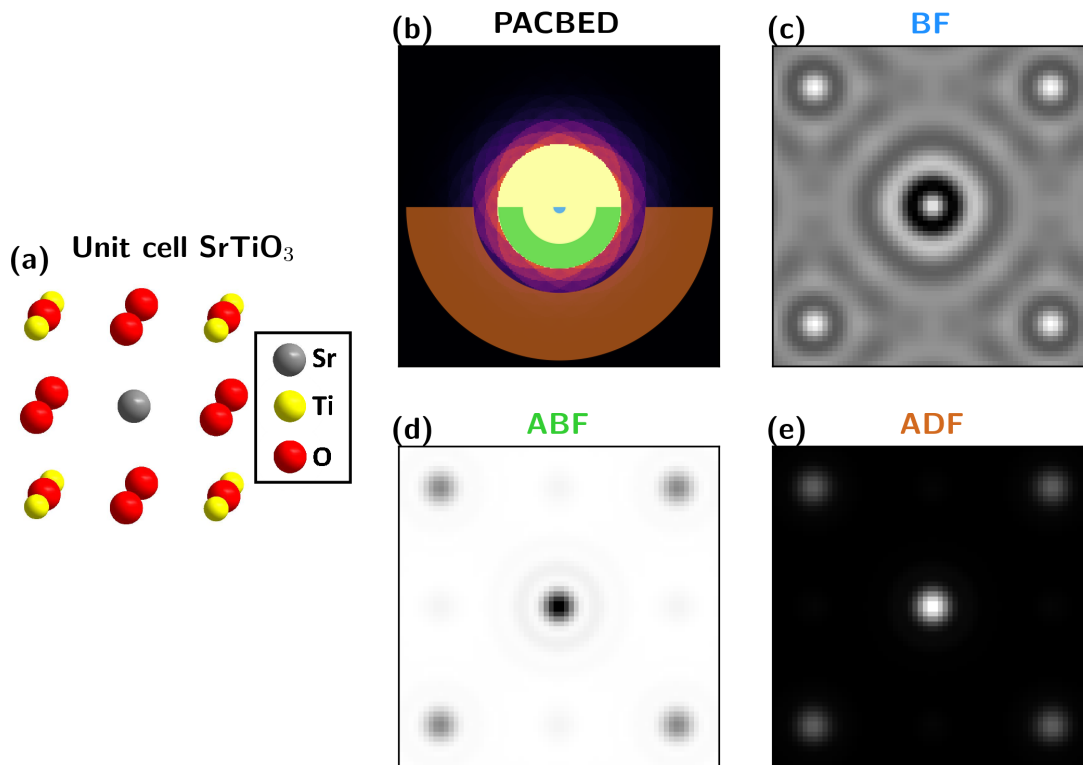 (b) PACBED
(c) BF
(a) Unit cell SrTiO₃
Sr
Ti
O
(d) ABF
(e) ADF